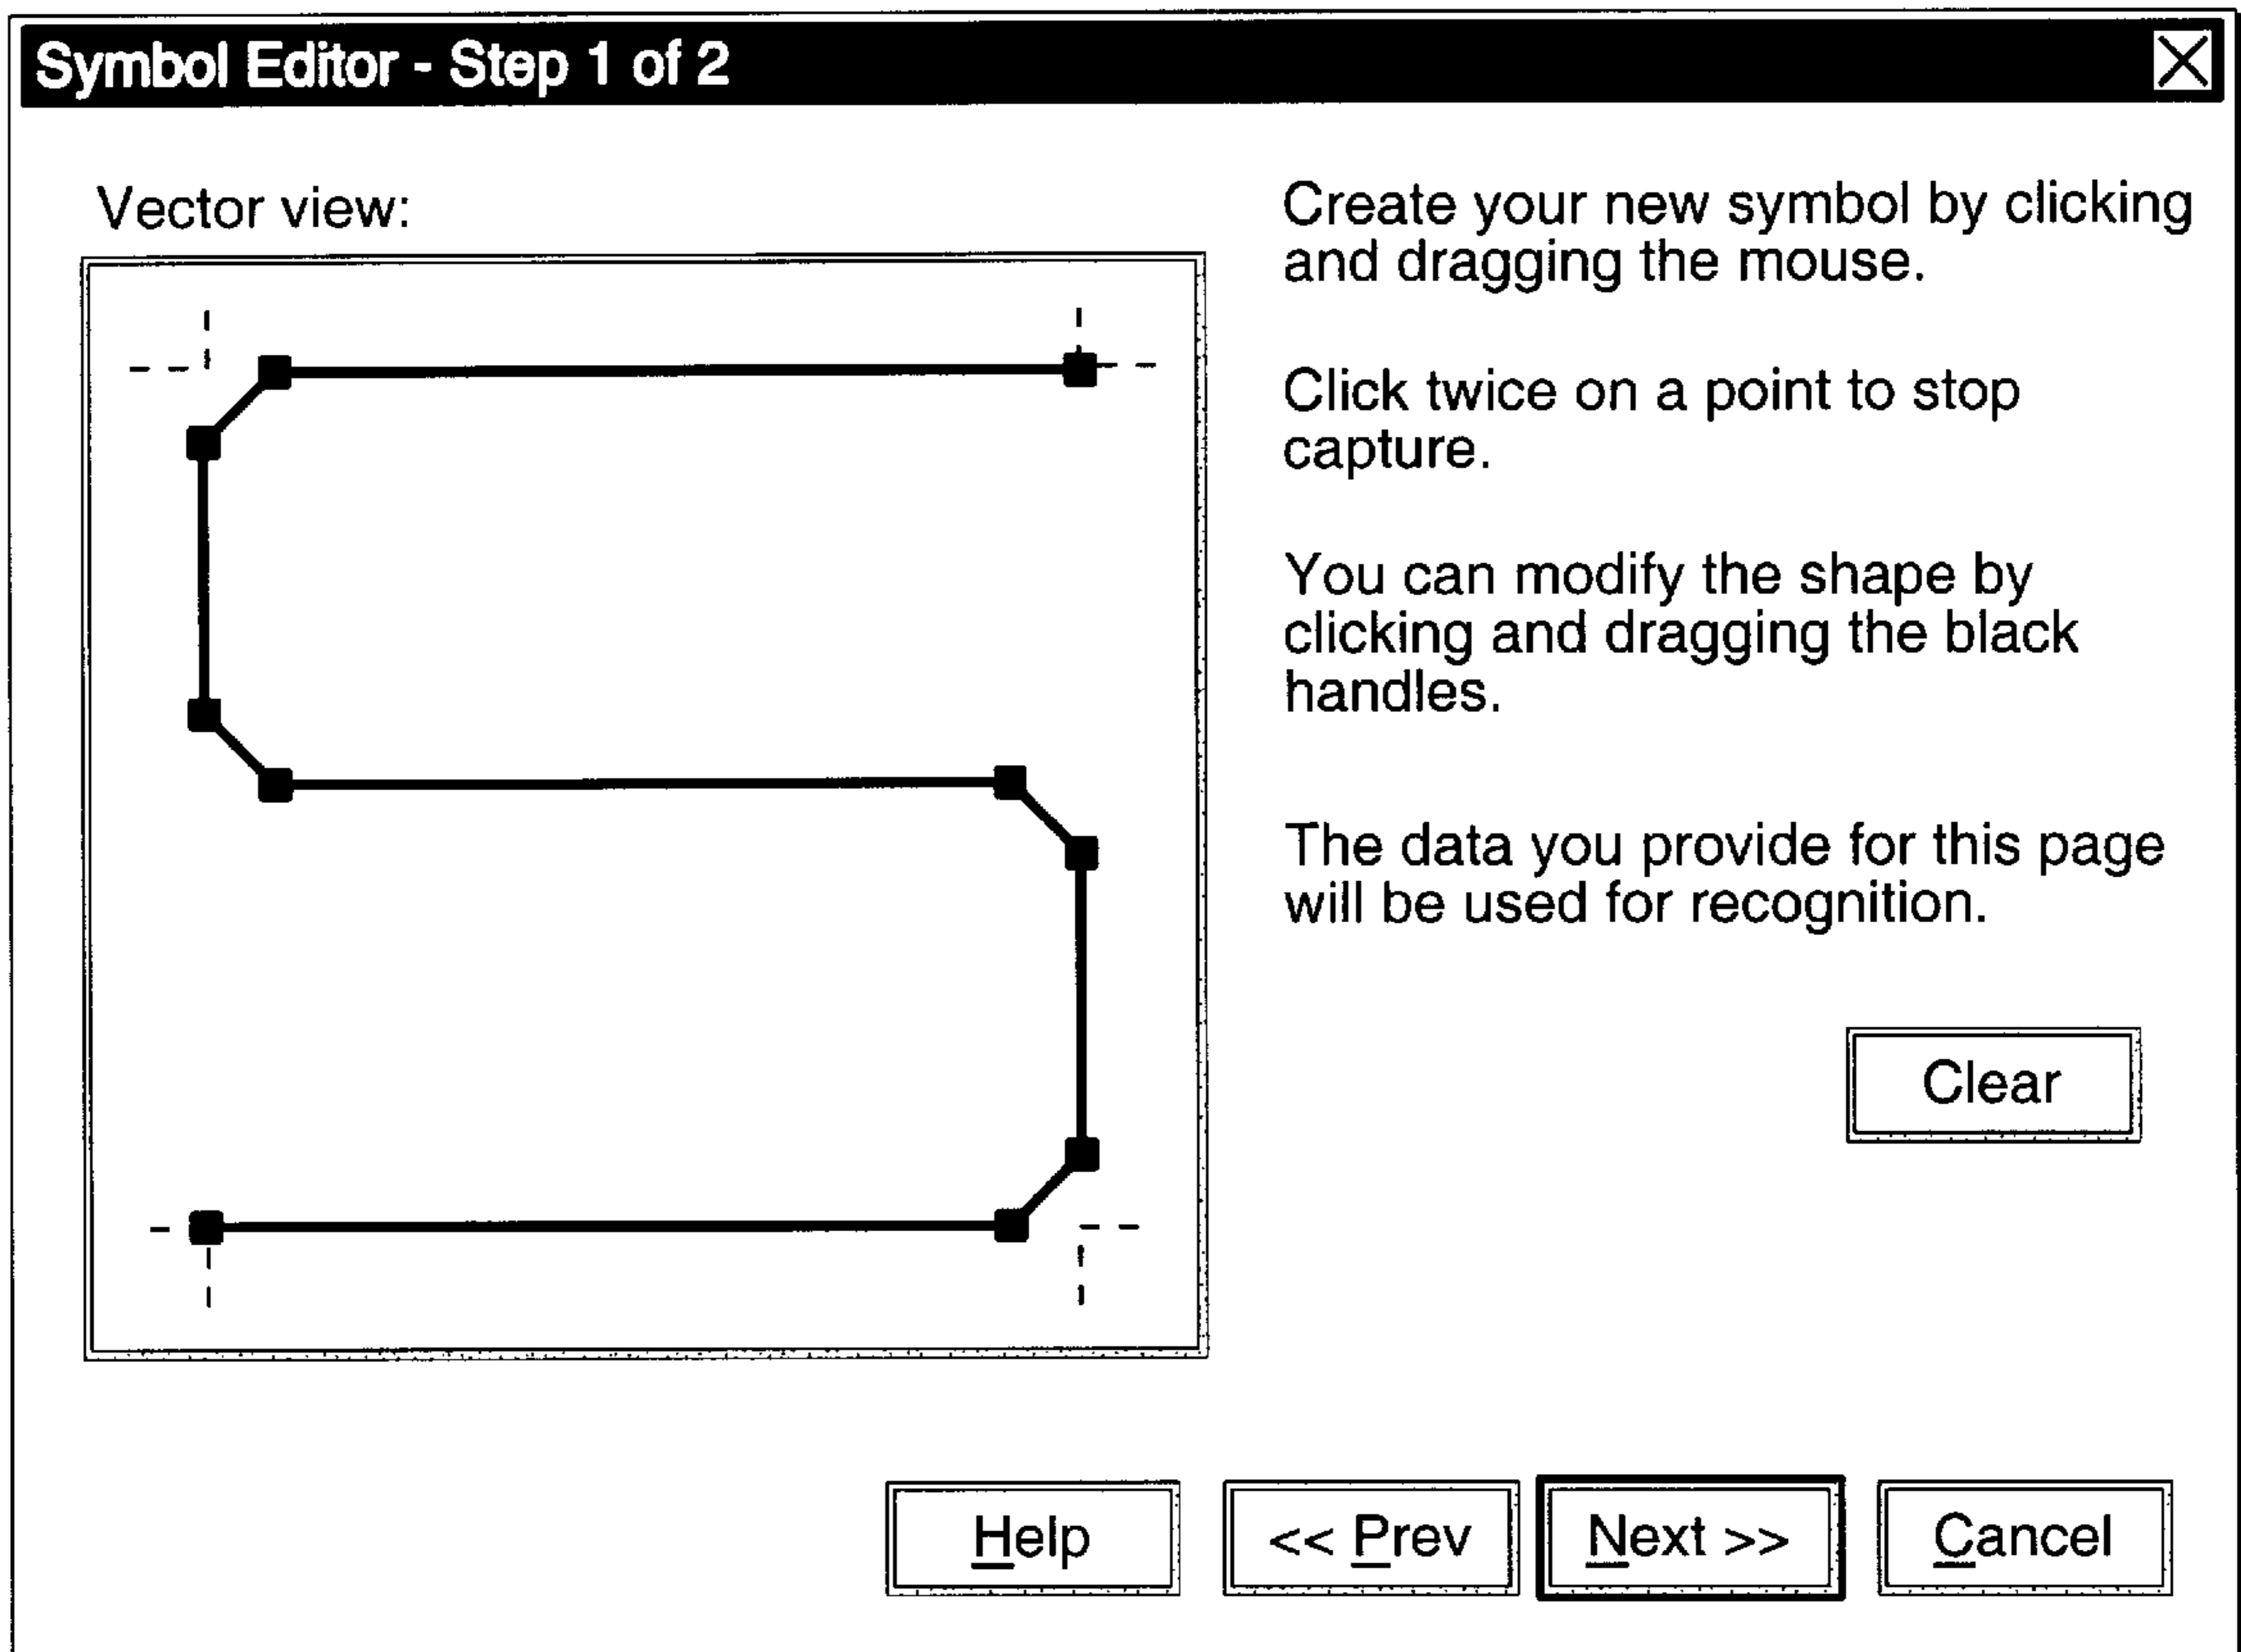 Symbol Editor - Step 1 of 2
Vector view:
Create your new symbol by clicking
and dragging the mouse.
Click twice on a point to stop
capture.
You can modify the shape by
clicking and dragging the black
handles.
The data you provide for this page
will be used for recognition.
Clear
Help
<< Prev
Next >>
Cancel